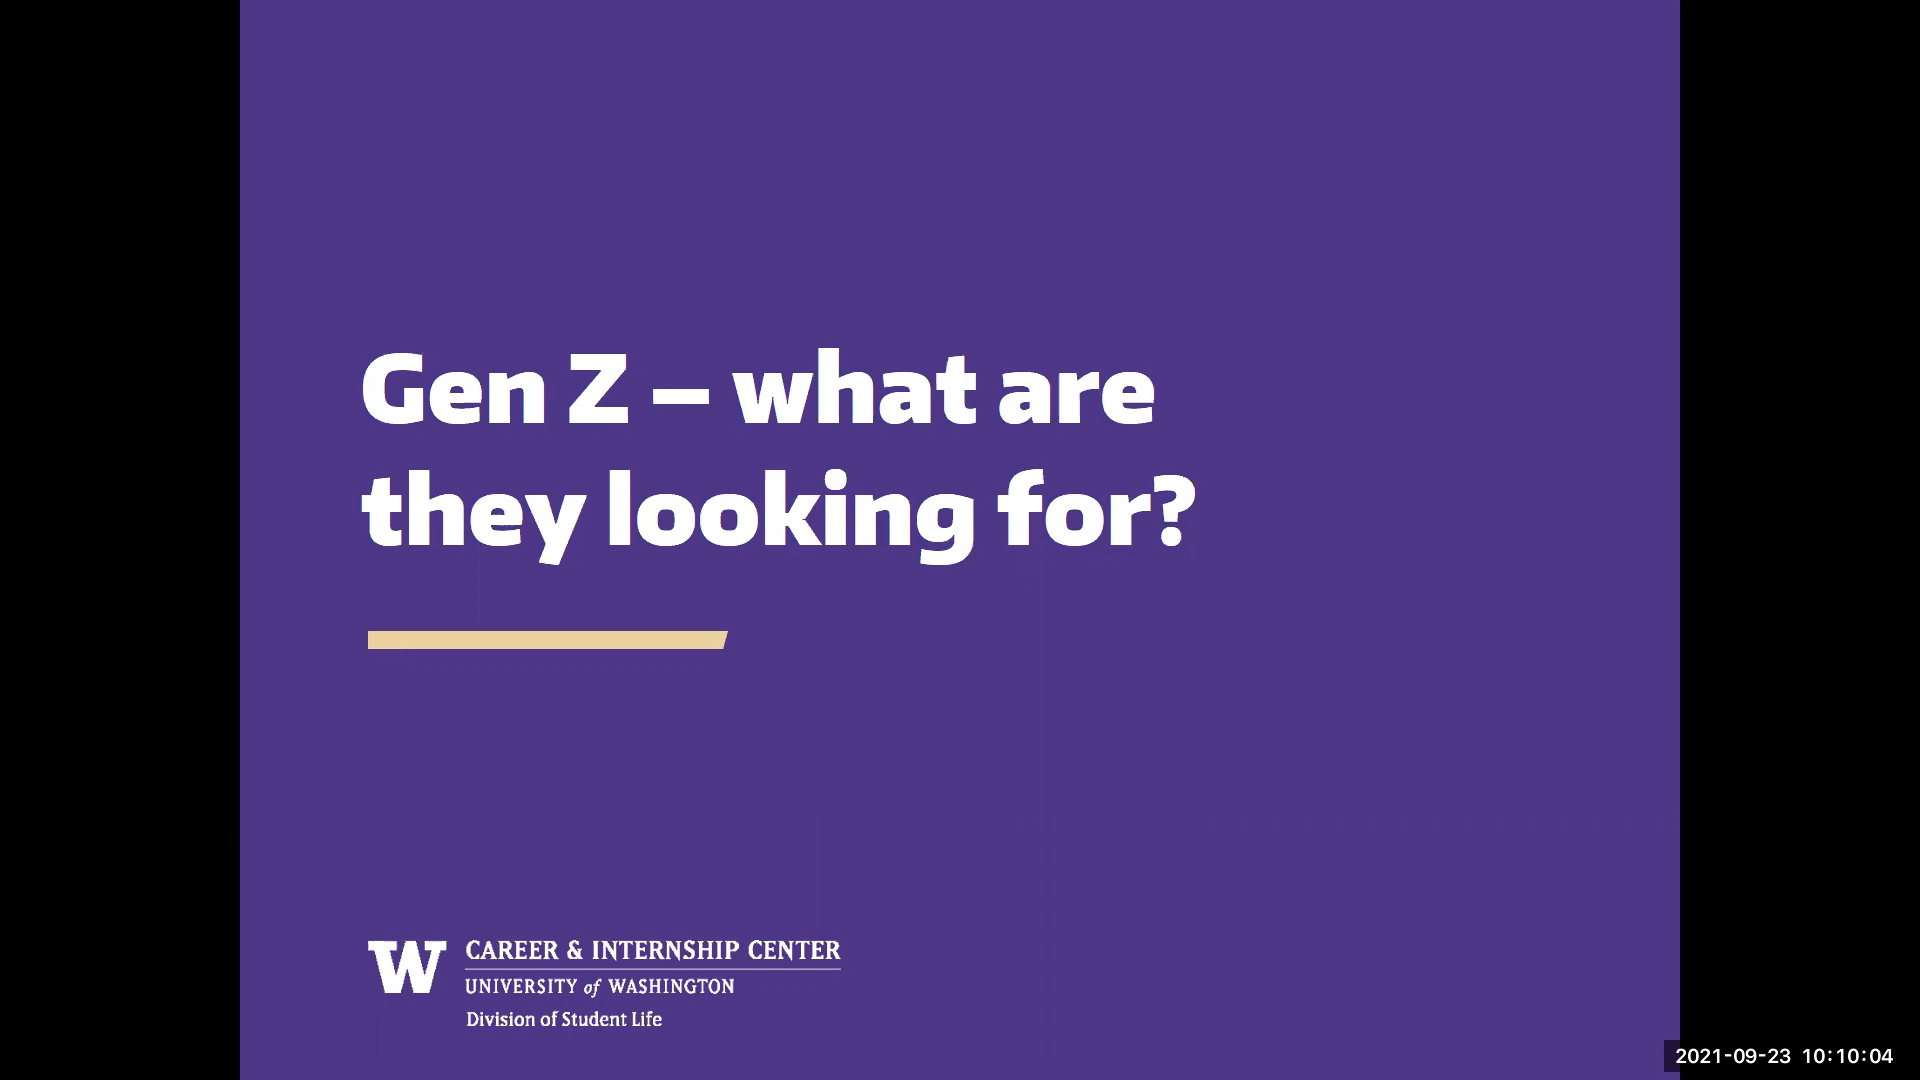 Gen Z – what are
they looking for?
W
CAREER & INTERNSHIP CENTER
UNIVERSITY of WASHINGTON
Division of Student Life
2021-09-23 10:10:04